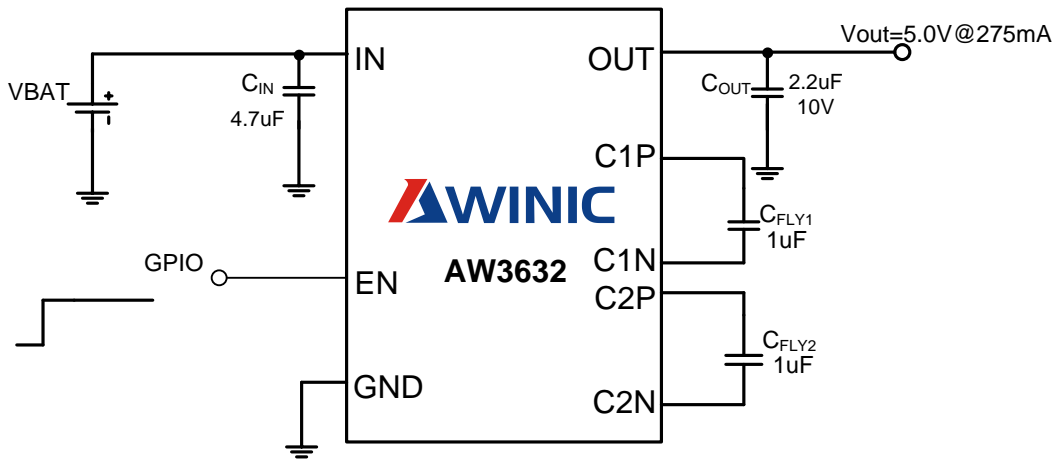 Vout=5.0V@275mA
IN
OUT
VBAT
+
CIN
4.7uF
COUT
2.2uF
10V
C1P
AWINIC
CFLY1
1uF
GPIO
EN
AW3632
C1N
C2P
CFLY2
1uF
GND
C2N